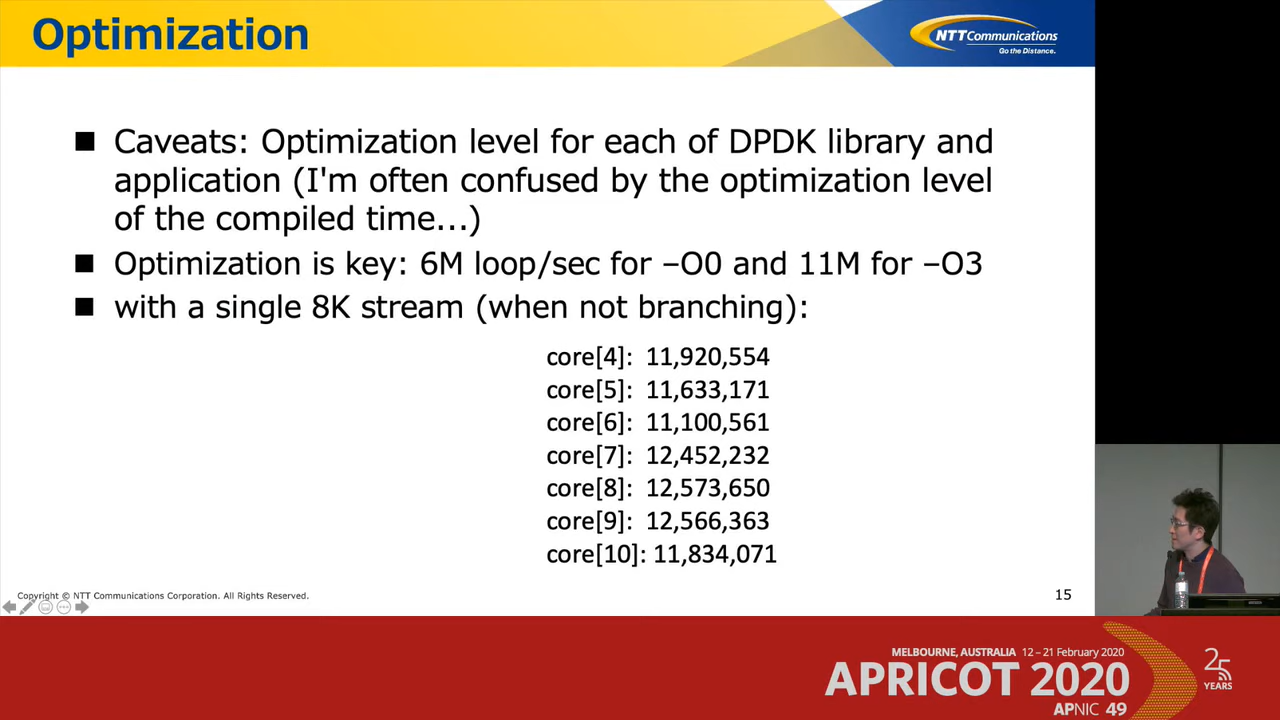 Optimization
NTT Communications
Go the Distance.
■ Caveats: Optimization level for each of DPDK library and
application (I'm often confused by the optimization level
of the compiled time...)
■ Optimization is key: 6M loop/sec for –O0 and 11M for –O3
■ with a single 8K stream (when not branching):
core[4]: 11,920,554
core[5]: 11,633,171
core[6]: 11,100,561
core[7]: 12,452,232
core[8]: 12,573,650
core[9]: 12,566,363
core[10]: 11,834,071
Copyright © NTT Communications Corporation. All Rights Reserved.
15
MELBOURNE, AUSTRALIA 12 – 21 February 2020
APRICOT 2020
APNIC 49
25
YEARS